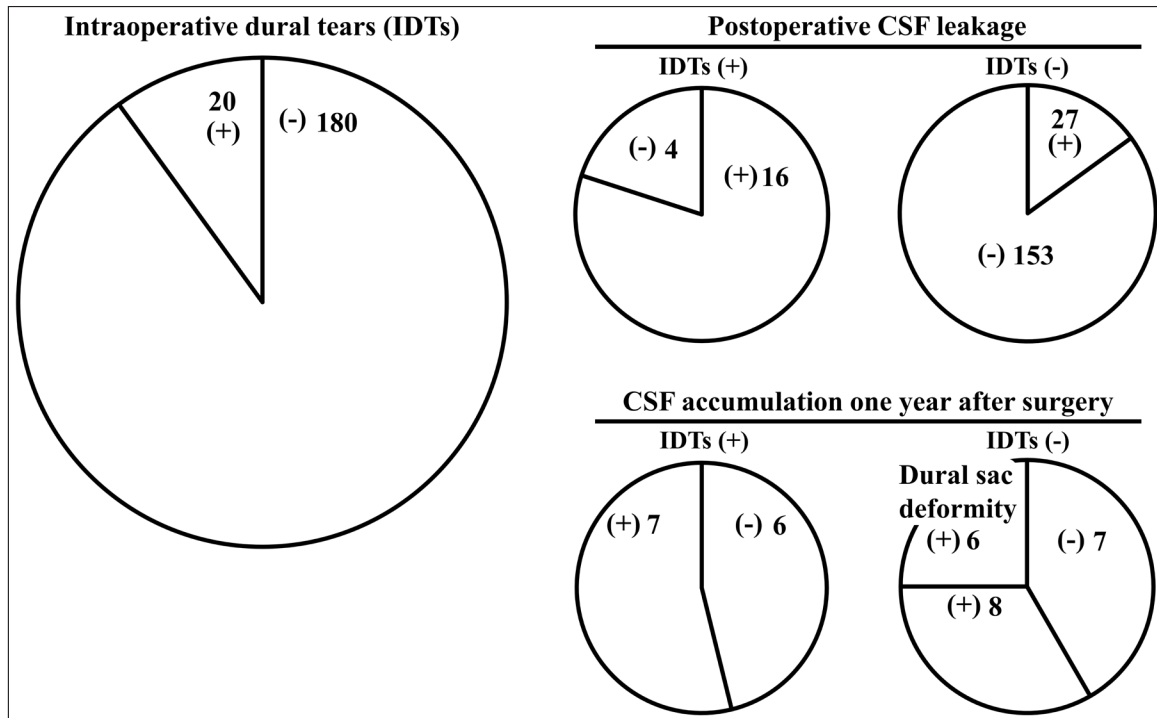 Intraoperative dural tears (IDTs)
20
(+)
(-) 180
Postoperative CSF leakage
IDTs (+)
(-) 4
(+) 16
IDTs (-)
27
(+)
(-) 153
CSF accumulation one year after surgery
IDTs (+)
(+) 7
(-) 6
IDTs (-)
Dural sac
deformity
(+) 6
(-) 7
(+) 8